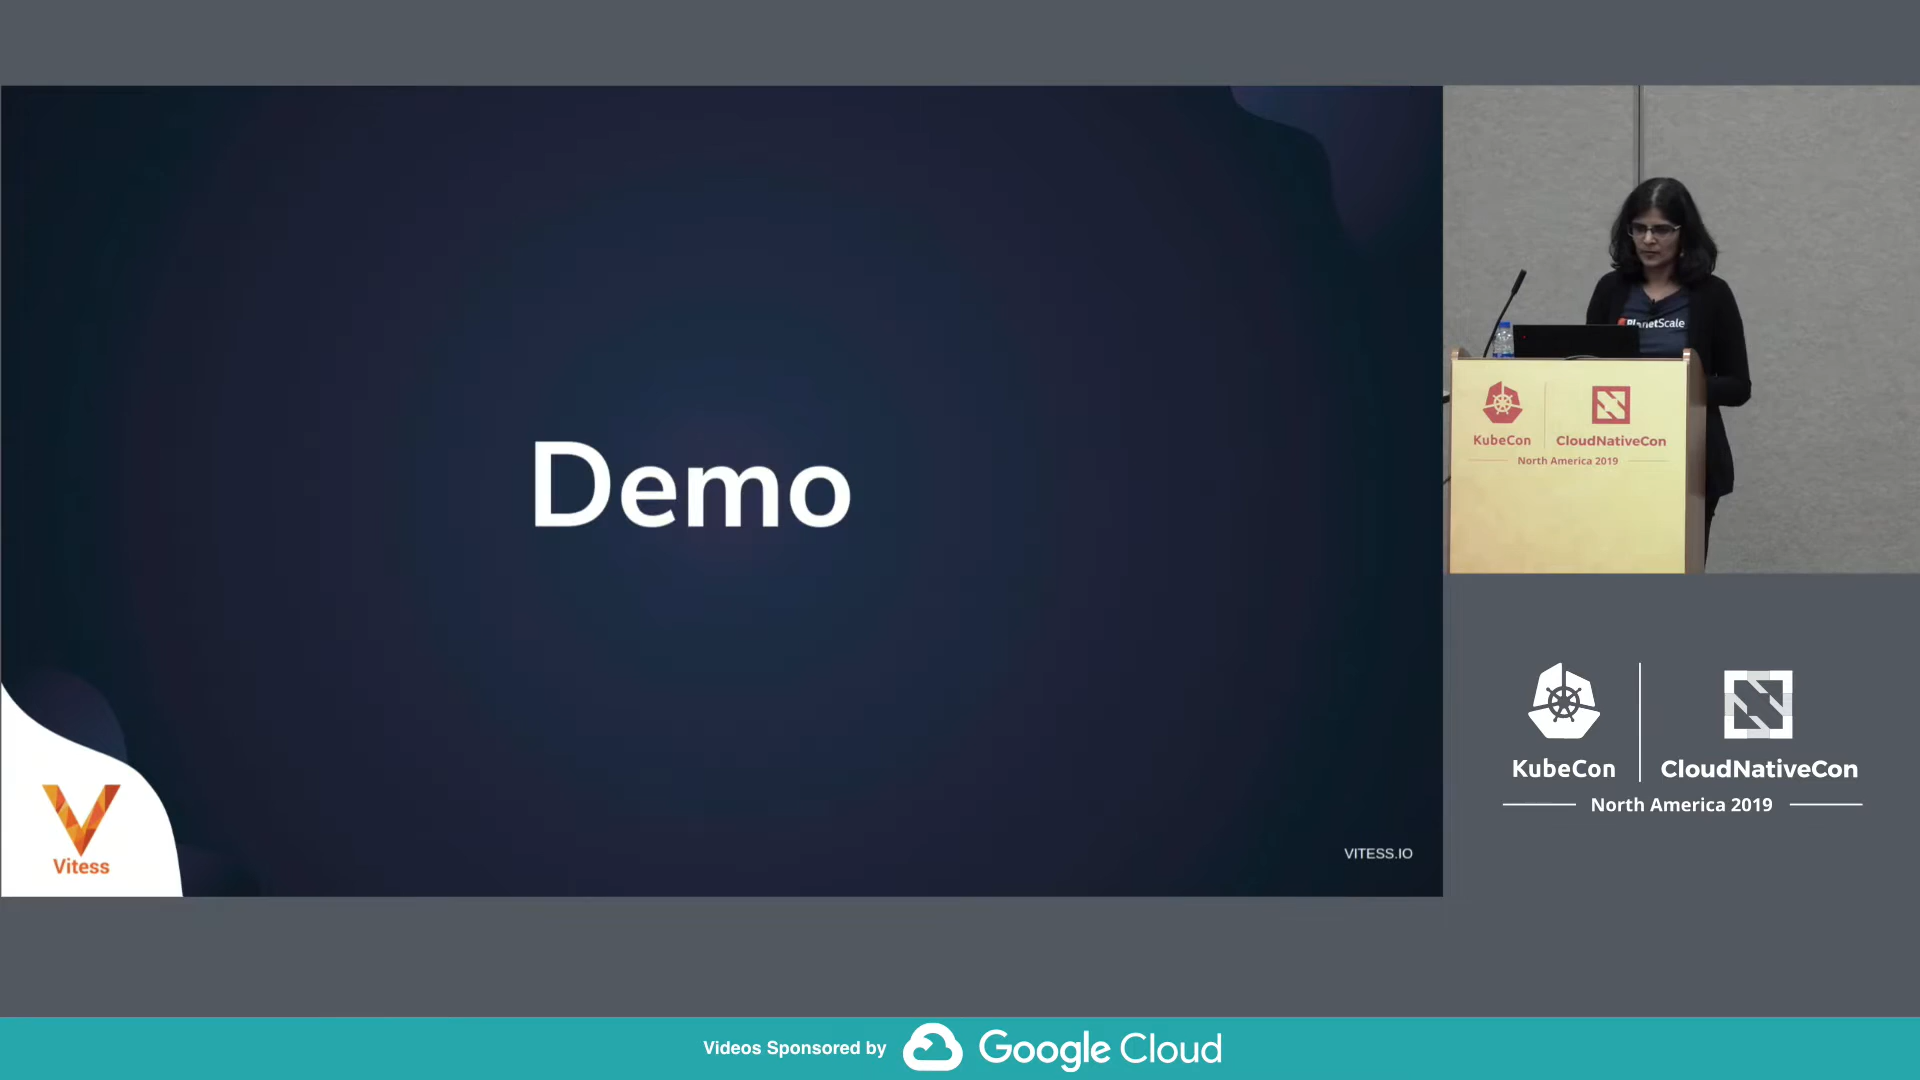 Demo
Vitess
VITESS.IO
PlanetScale
KubeCon
CloudNativeCon
North America 2019
KubeCon
CloudNativeCon
North America 2019
Videos Sponsored by
Google Cloud